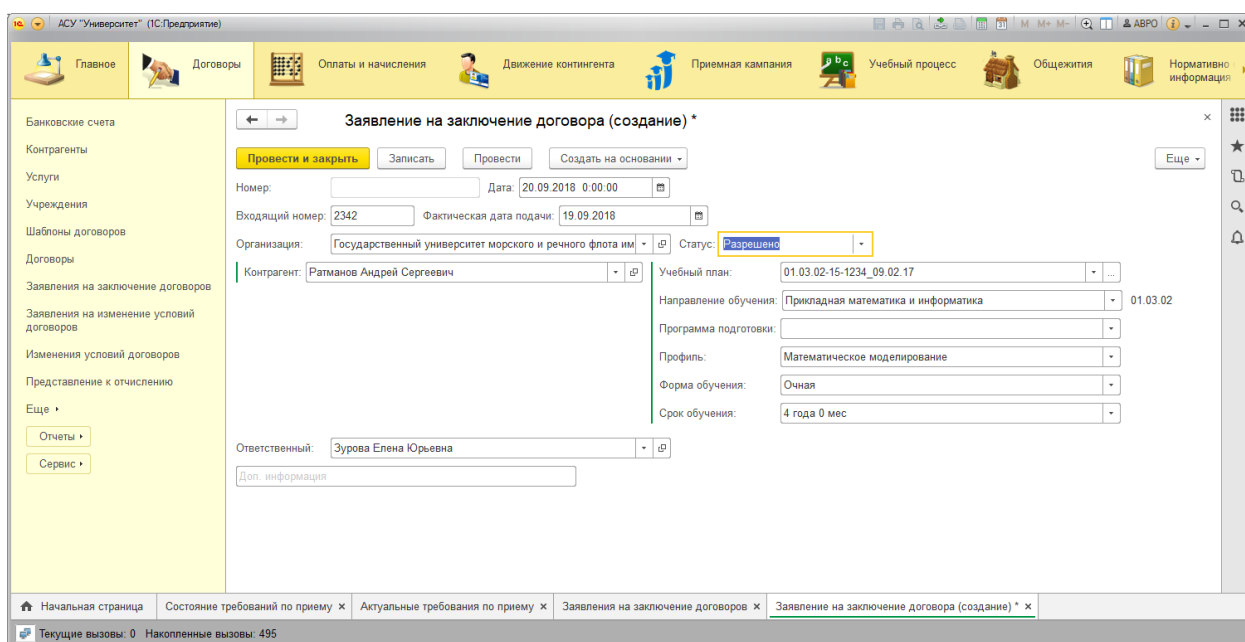 АСУ "Университет" (1С:Предприятие)
M M+ M- АВРО
Главное Договоры Оплаты и начисления Движение контингента Приемная кампания Учебный процесс Общежития Нормативно
информация
Банковские счета
Контрагенты
Услуги
Учреждения
Шаблоны договоров
Договоры
Заявления на заключение договоров
Заявления на изменение условий
договоров
Изменения условий договоров
Представление к отчислению
Еще
Отчеты
Сервис
Заявление на заключение договора (создание) *
Провести и закрыть Записать Провести Создать на основании Еще
Номер: Дата: 20.09.2018 0:00:00
Входящий номер: 2342 Фактическая дата подачи: 19.09.2018
Организация: Государственный университет морского и речного флота им Статус: Разрешено
Контрагент: Ратманов Андрей Сергеевич Учебный план: 01.03.02-15-1234_09.02.17 ...
Направление обучения: Прикладная математика и информатика 01.03.02
Программа подготовки:
Профиль: Математическое моделирование
Форма обучения: Очная
Срок обучения: 4 года 0 мес
Ответственный: Зурова Елена Юрьевна
Доп. информация
Начальная страница Состояние требований по приему × Актуальные требования по приему × Заявления на заключение договоров × Заявление на заключение договора (создание) * ×
Текущие вызовы: 0 Накопленные вызовы: 495